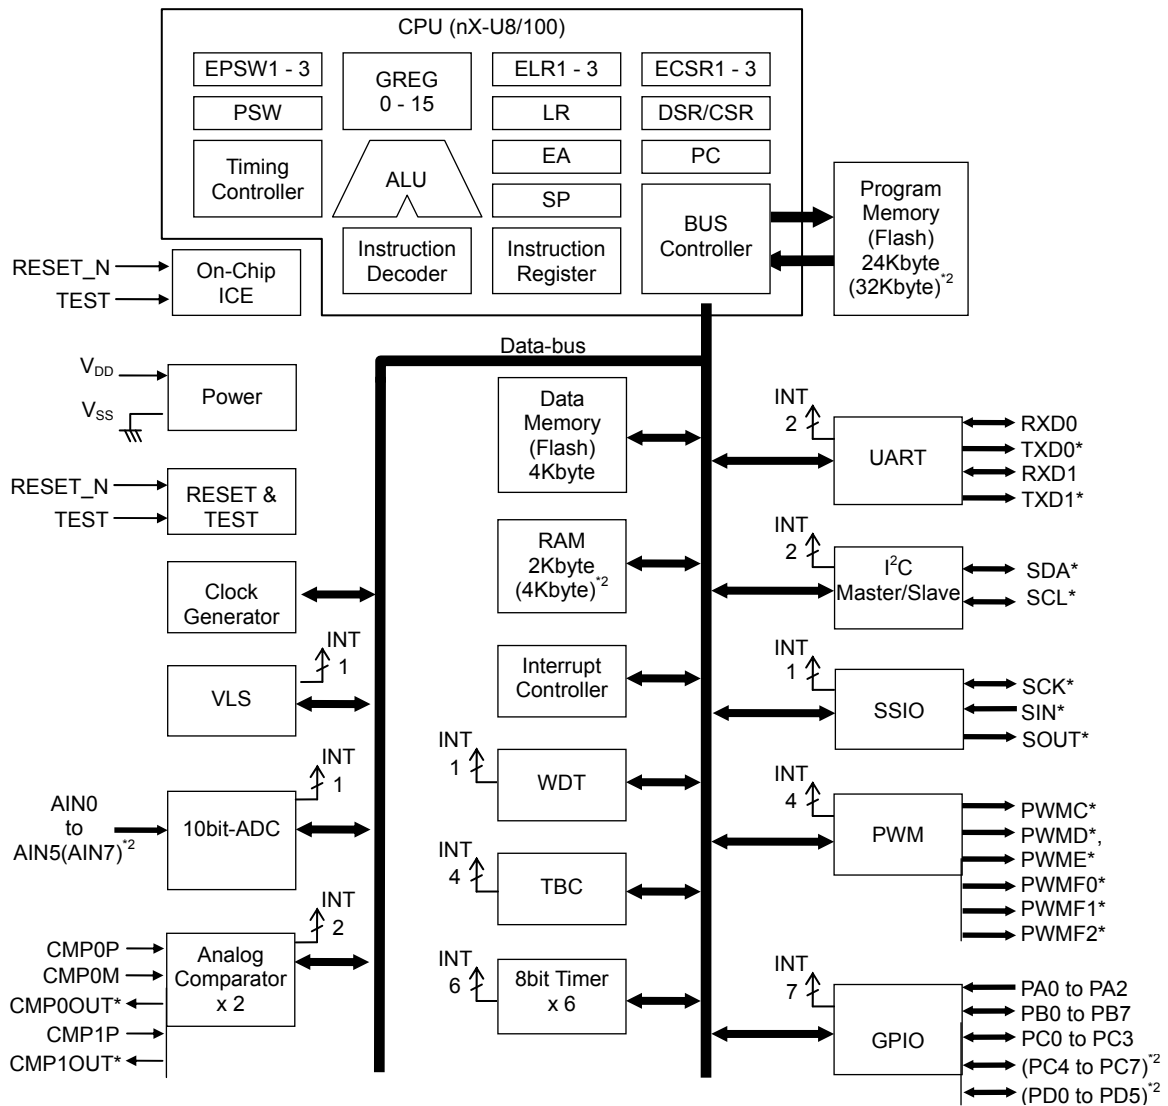 CPU (nX-U8/100)
EPSW1 - 3
GREG
0 - 15
ELR1 - 3
ECSR1 - 3
PSW
LR
DSR/CSR
Timing
Controller
ALU
EA
PC
SP
BUS
Controller
Instruction
Decoder
Instruction
Register
Program
Memory
(Flash)
24Kbyte
(32Kbyte)*2
RESET_N
TEST
On-Chip
ICE
Data-bus
VDD
VSS
Power
RESET_N
TEST
RESET &
TEST
Clock
Generator
INT
1
VLS
INT
1
AIN0
to
AIN5(AIN7)*2
10bit-ADC
INT
2
CMP0P
CMP0M
CMP0OUT*
CMP1P
CMP1OUT*
Analog
Comparator
x 2
Data
Memory
(Flash)
4Kbyte
RAM
2Kbyte
(4Kbyte)*2
Interrupt
Controller
INT
1
WDT
INT
4
TBC
INT
6
8bit Timer
x 6
INT
2
UART
RXD0
TXD0*
RXD1
TXD1*
INT
2
I2C
Master/Slave
SDA*
SCL*
INT
1
SSIO
SCK*
SIN*
SOUT*
INT
4
PWM
PWMC*
PWMD*,
PWME*
PWMF0*
PWMF1*
PWMF2*
INT
7
GPIO
PA0 to PA2
PB0 to PB7
PC0 to PC3
(PC4 to PC7)*2
(PD0 to PD5)*2